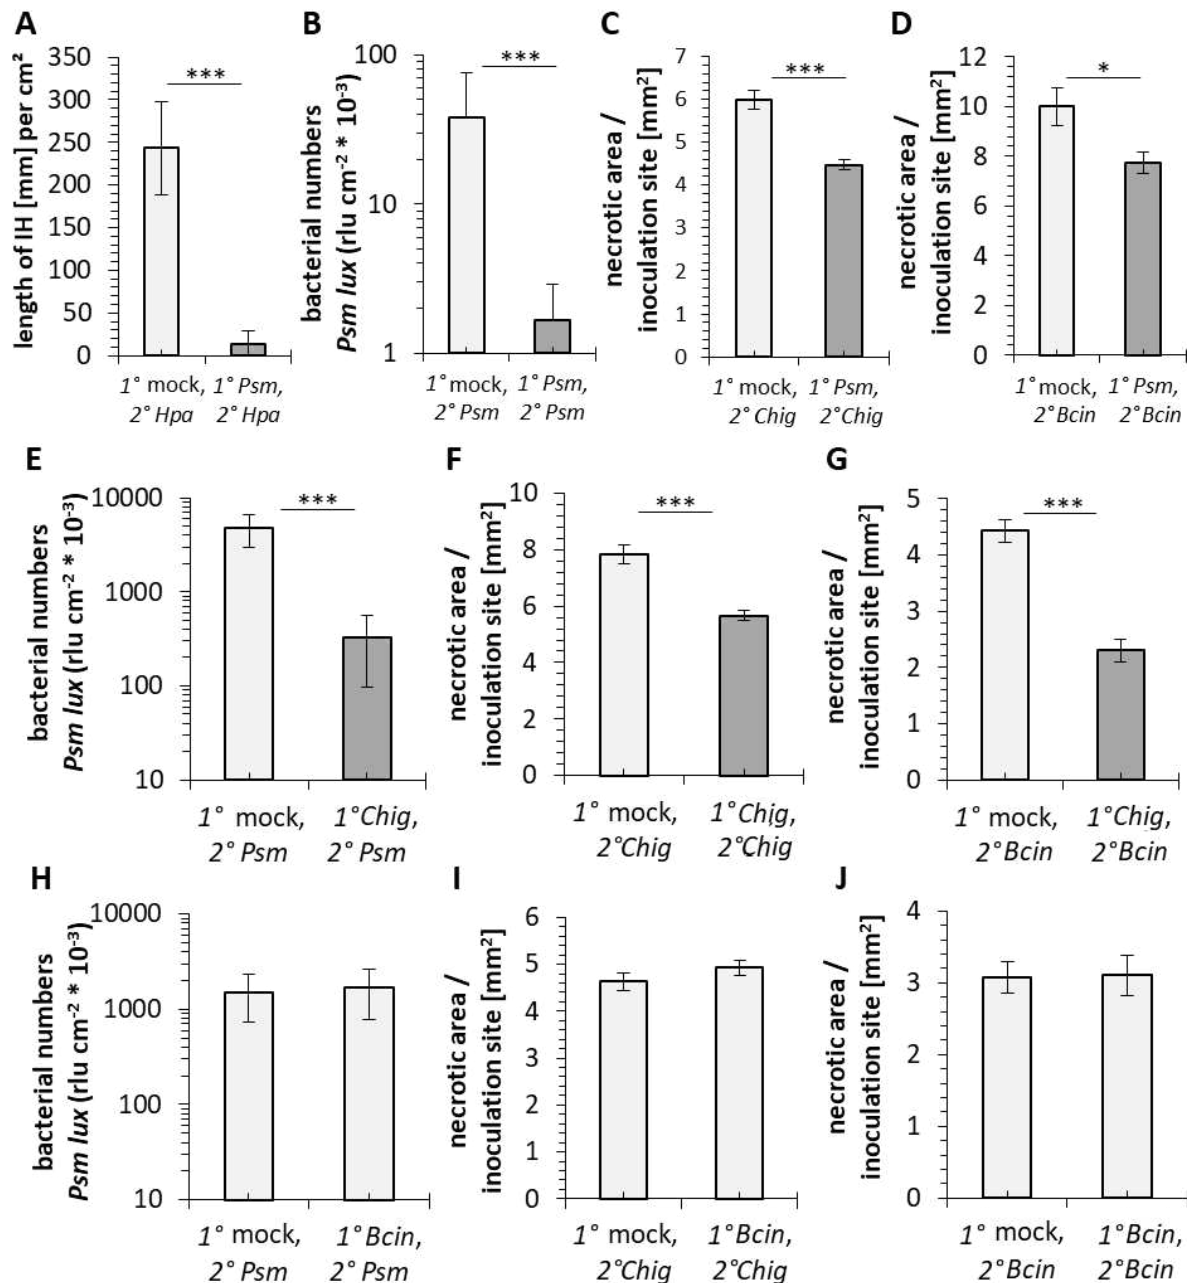 A
length of IH [mm] per cm²
350
300
250
200
150
100
50
0
***
1° mock, 1° Psm,
2° Hpa 2° Hpa
B
bacterial numbers
Psm lux (rlu cm⁻² * 10⁻³)
100
10
1
***
1° mock, 1° Psm,
2° Psm 2° Psm
C
necrotic area /
inoculation site [mm²]
7
6
5
4
3
2
1
0
***
1° mock, 1° Psm,
2° Chig 2° Chig
D
necrotic area /
inoculation site [mm²]
12
10
8
6
4
2
0
*
1° mock, 1° Psm,
2° Bcin 2° Bcin
E
bacterial numbers
Psm lux (rlu cm⁻² * 10⁻³)
10000
1000
100
10
***
1° mock, 1° Chig,
2° Psm 2° Psm
F
necrotic area /
inoculation site [mm²]
10
8
6
4
2
0
***
1° mock, 1° Chig,
2° Chig 2° Chig
G
necrotic area /
inoculation site [mm²]
5
4
3
2
1
0
***
1° mock, 1° Chig,
2° Bcin 2° Bcin
H
bacterial numbers
Psm lux (rlu cm⁻² * 10⁻³)
10000
1000
100
10
1° mock, 1° Bcin,
2° Psm 2° Psm
I
necrotic area /
inoculation site [mm²]
6
5
4
3
2
1
0
1° mock, 1° Bcin,
2° Chig 2° Chig
J
necrotic area /
inoculation site [mm²]
4
3
2
1
0
1° mock, 1° Bcin,
2° Bcin 2° Bcin